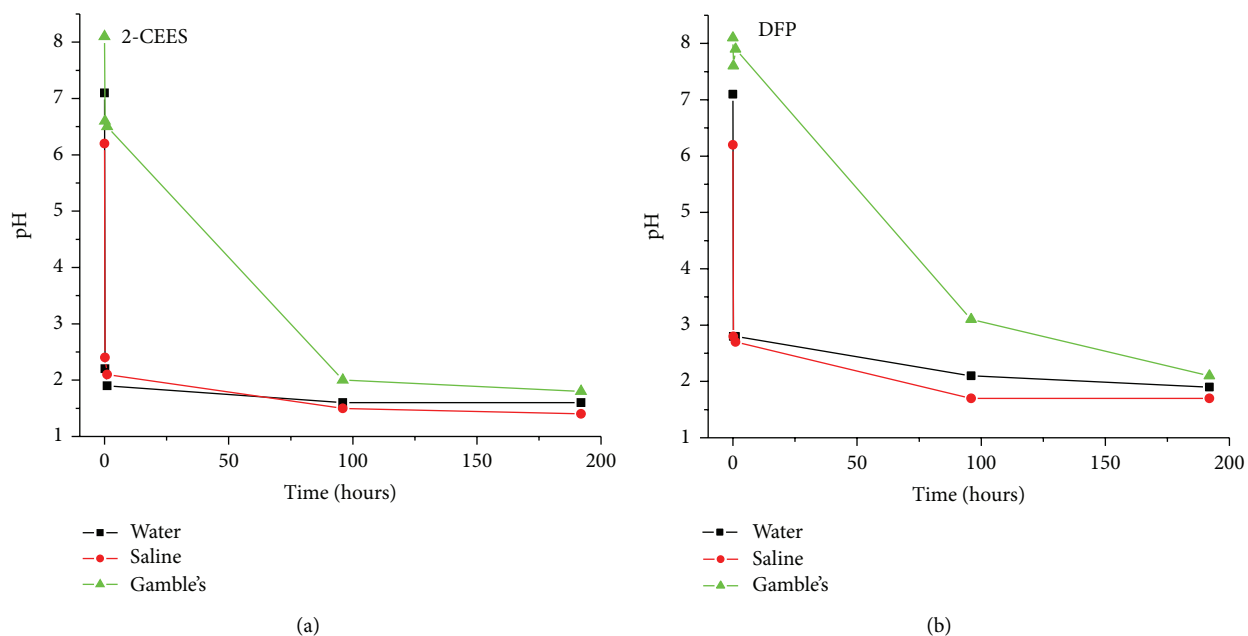 2-CEES
8
7
6
5
4
3
2
1
pH
0 50 100 150 200
Time (hours)
Water
Saline
Gamble's
(a)
DFP
8
7
6
5
4
3
2
1
pH
0 50 100 150 200
Time (hours)
Water
Saline
Gamble's
(b)